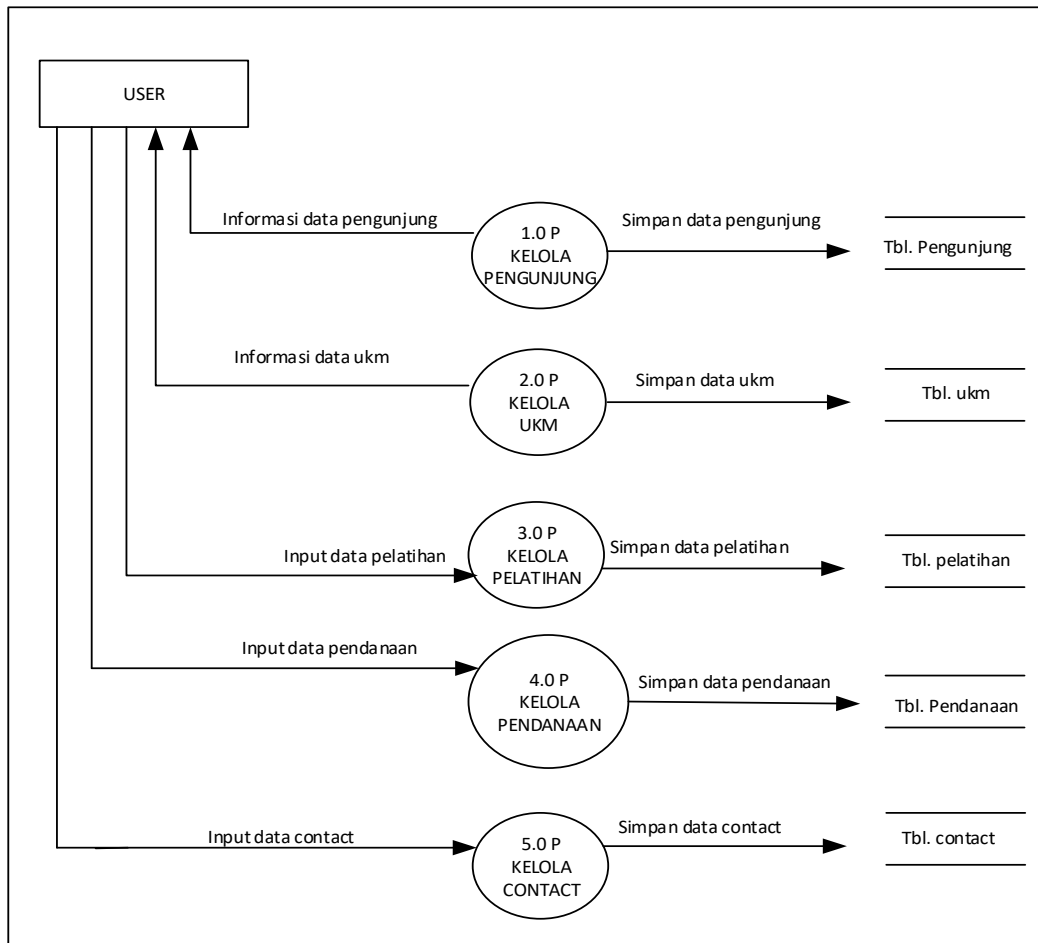 USER
Informasi data pengunjung
1.0 P
KELOLA
PENGUNJUNG
Simpan data pengunjung
Tbl. Pengunjung
Informasi data ukm
2.0 P
KELOLA
UKM
Simpan data ukm
Tbl. ukm
Input data pelatihan
3.0 P
KELOLA
PELATIHAN
Simpan data pelatihan
Tbl. pelatihan
Input data pendanaan
4.0 P
KELOLA
PENDANAAN
Simpan data pendanaan
Tbl. Pendanaan
Input data contact
5.0 P
KELOLA
CONTACT
Simpan data contact
Tbl. contact